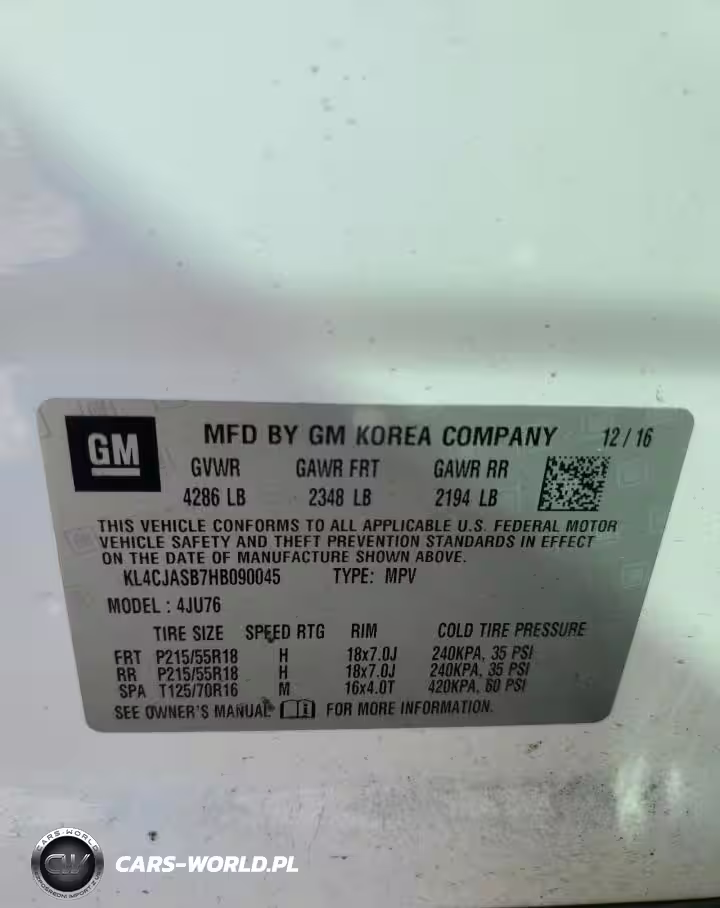 GM
MFD BY GM KOREA COMPANY 12 / 16
GVWR GAWR FRT GAWR RR
4286 LB 2348 LB 2194 LB
THIS VEHICLE CONFORMS TO ALL APPLICABLE U.S. FEDERAL MOTOR
VEHICLE SAFETY AND THEFT PREVENTION STANDARDS IN EFFECT
ON THE DATE OF MANUFACTURE SHOWN ABOVE.
KL4CJASB7HB090045 TYPE: MPV
MODEL : 4JU76
TIRE SIZE SPEED RTG RIM COLD TIRE PRESSURE
FRT P215/55R18 H 18x7.0J 240KPA, 35 PSI
RR P215/55R18 H 18x7.0J 240KPA, 35 PSI
SPA T125/70R16 M 16x4.0T 420KPA, 60 PSI
SEE OWNER'S MANUAL FOR MORE INFORMATION.
CARS-WORLD
CW
CARS-WORLD.PL